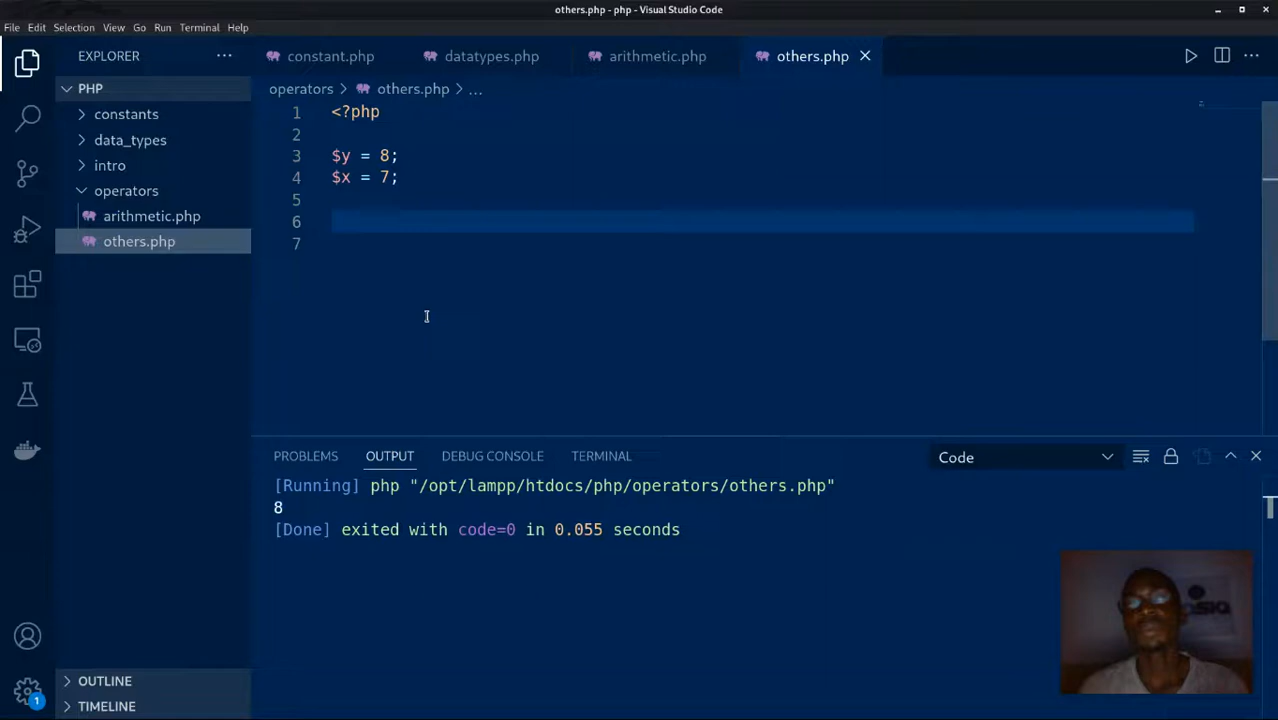 others.php - php - Visual Studio Code
File Edit Selection View Go Run Terminal Help
EXPLORER ...
constant.php datatypes.php arithmetic.php others.php
PHP
constants
data_types
intro
operators
arithmetic.php
others.php
operators > others.php > ...
1 <?php
2
3 $y = 8;
4 $x = 7;
5
6
7
PROBLEMS OUTPUT DEBUG CONSOLE TERMINAL
Code
[Running] php "/opt/lampp/htdocs/php/operators/others.php"
8
[Done] exited with code=0 in 0.055 seconds
1
OUTLINE
TIMELINE